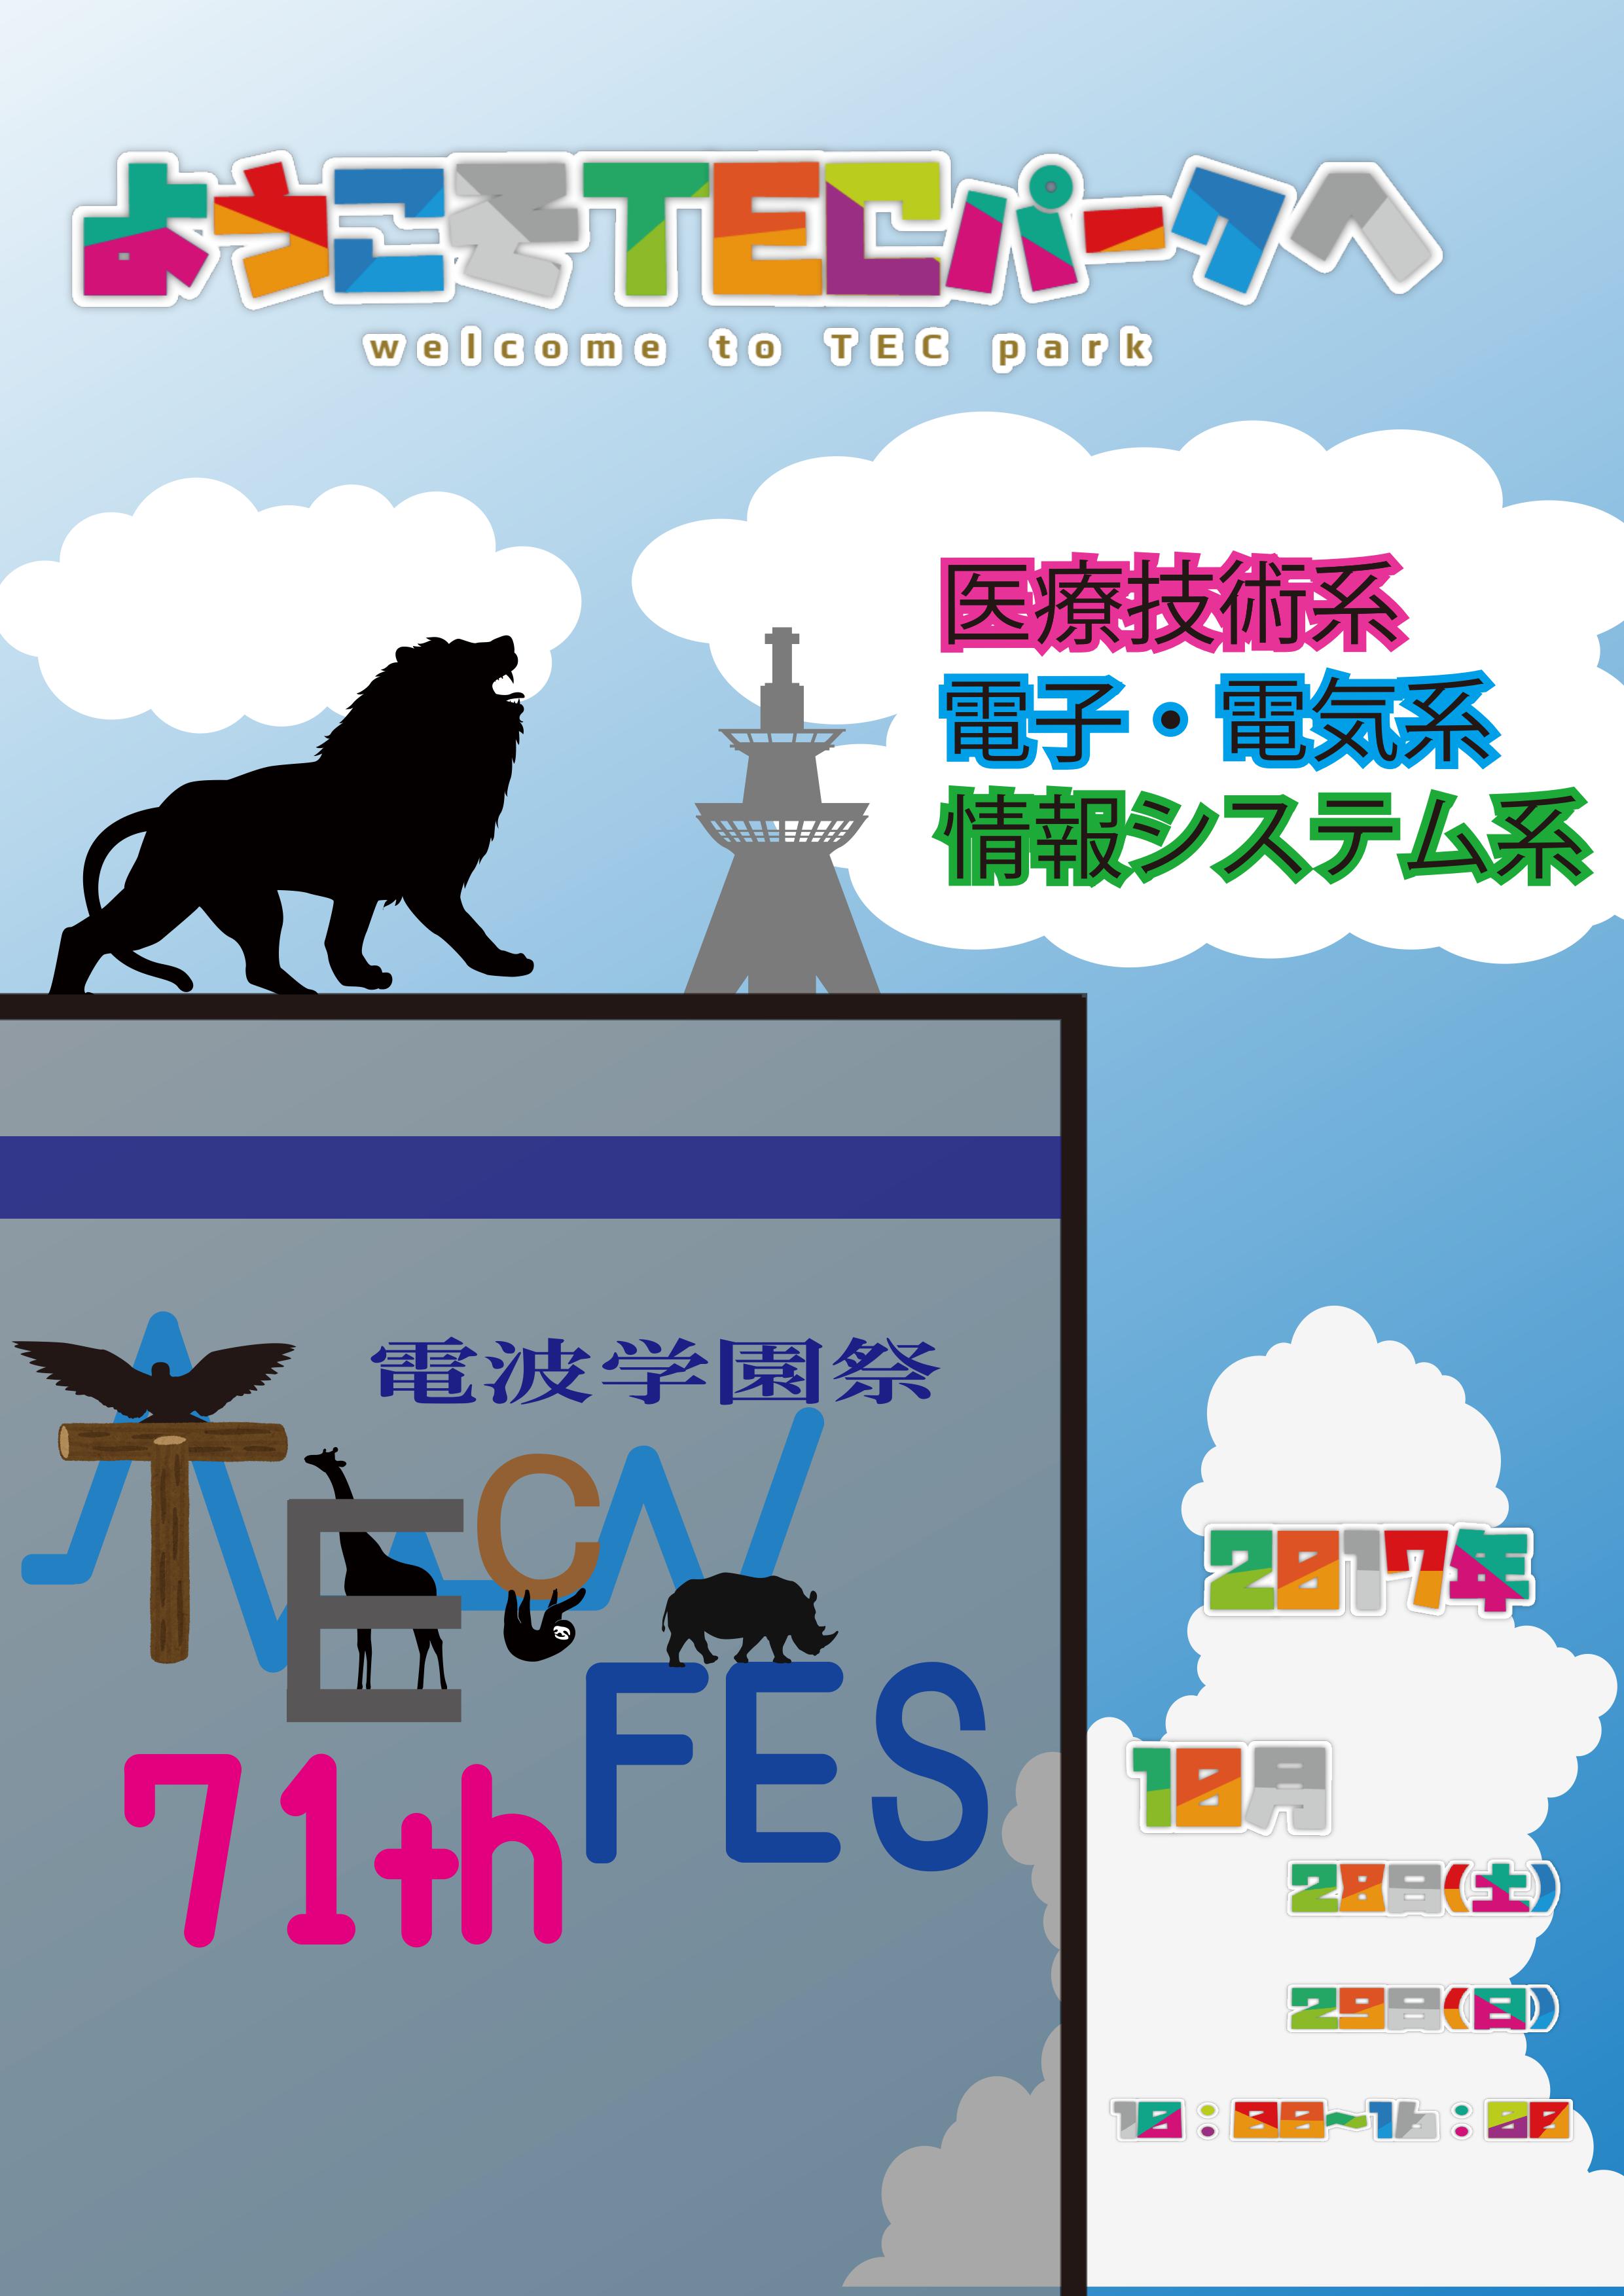 ようこそTECパークへ
welcome to TEC park
医療技術系
電子・電気系
情報システム系
電波学園祭
TEC
FES
71th
2017年
10月
28日(土)
29日(日)
10:00~16:00